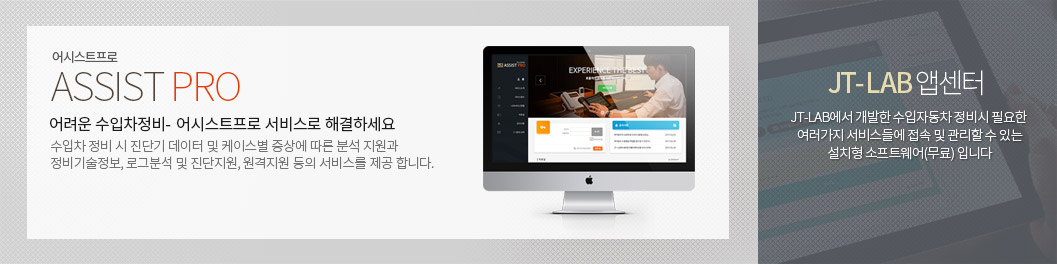 어시스트프로
ASSIST PRO
어려운 수입차정비- 어시스트프로 서비스로 해결하세요
수입차 정비 시 진단기 데이터 및 케이스별 증상에 따른 분석 지원과
정비기술정보, 로그분석 및 진단지원, 원격지원 등의 서비스를 제공 합니다.
ASSIST PRO
EXPERIENCE THE BEST
JT-LAB 앱센터
JT-LAB에서 개발한 수입자동차 정비시 필요한
여러가지 서비스들에 접속 및 관리할 수 있는
설치형 소프트웨어(무료) 입니다